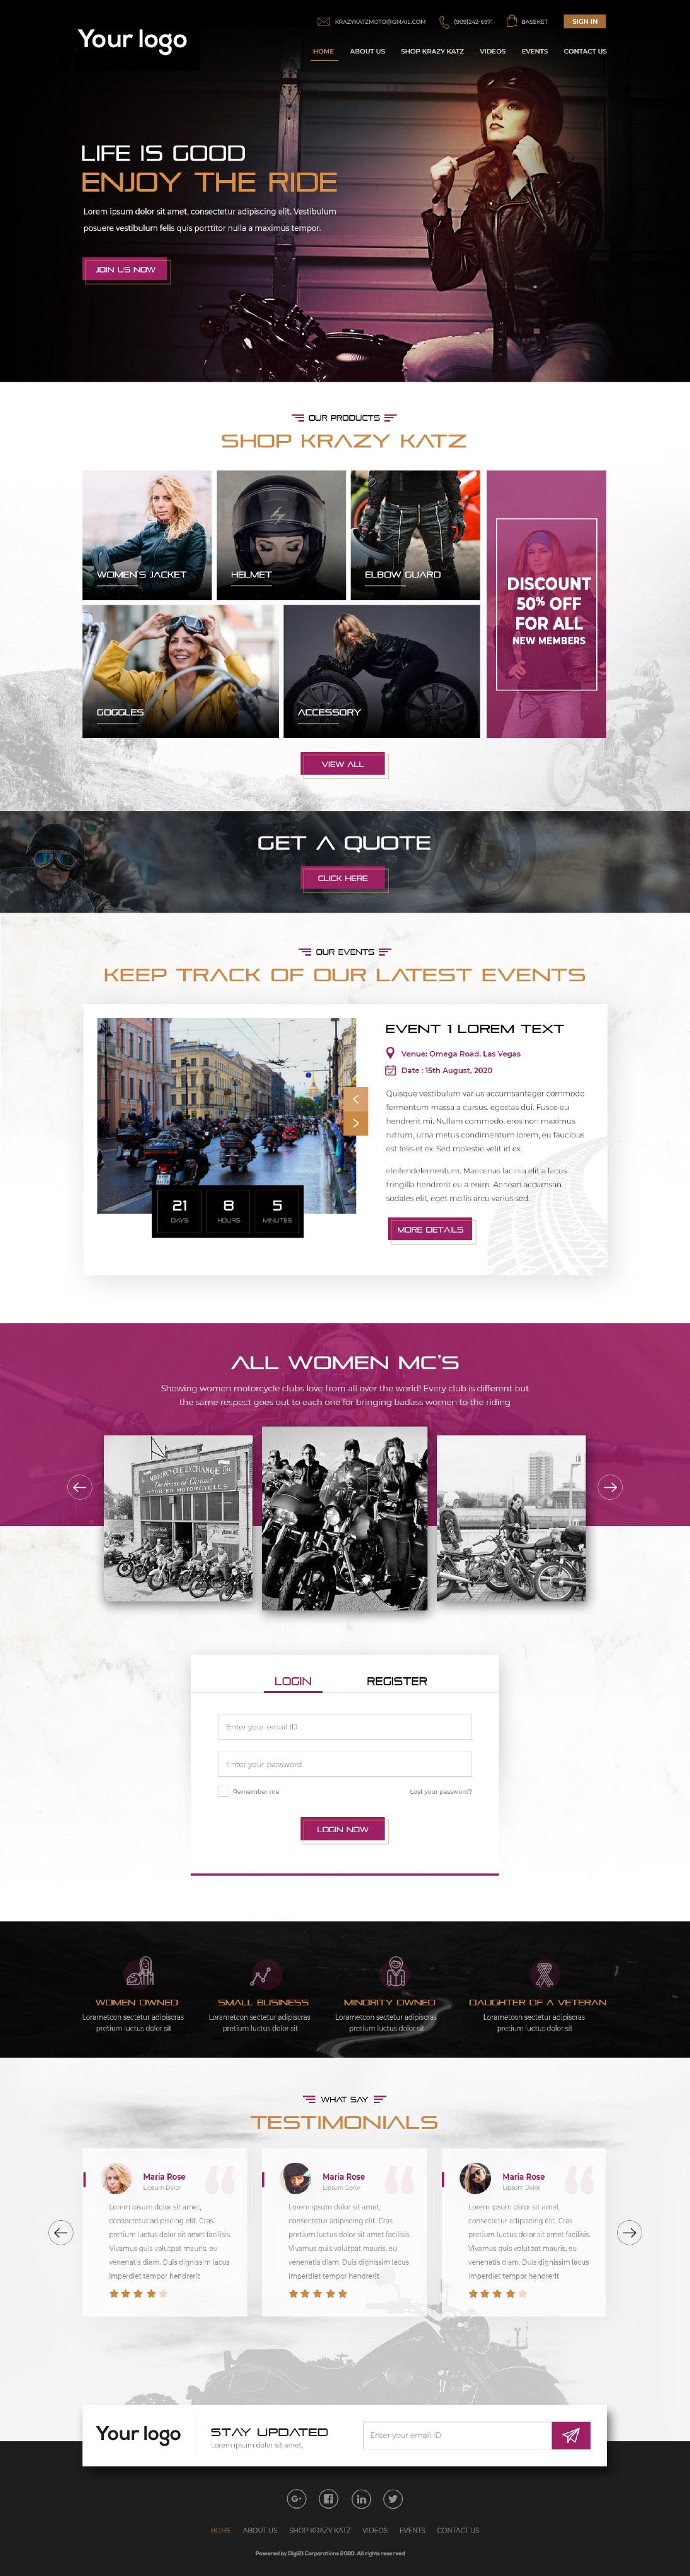 Your logo
KRAZYKATZMOTO@GMAIL.COM
(909)242-6971
BASEKET
SIGN IN
HOME ABOUT US SHOP KRAZY KATZ VIDEOS EVENTS CONTACT US
LIFE IS GOOD
ENJOY THE RIDE
Lorem ipsum dolor sit amet, consectetur adipiscing elit. Vestibulum
posuere vestibulum felis quis porttitor nulla a maximus tempor.
JOIN US NOW
OUR PRODUCTS
SHOP KRAZY KATZ
WOMEN'S JACKET
HELMET
ELBOW GUARD
GOGGLES
ACCESSORY
DISCOUNT
50% OFF
FOR ALL
NEW MEMBERS
VIEW ALL
GET A QUOTE
CLICK HERE
OUR EVENTS
KEEP TRACK OF OUR LATEST EVENTS
EVENT 1 LOREM TEXT
Venue: Omega Road, Las Vegas
Date : 15th August, 2020
Quisque vestibulum varius accumsanteger commodo
fermentum massa a cursus. egestas dui. Fusce eu
hendrerit mi. Nullam commodo, eros non maximus
rutrum, urna metus condimentum lorem, eu faucibus
est felis et ex. Sed molestie velit id ex.
eleifendelementum. Maecenas lacinia elit a lacus
fringilla hendrerit eu a enim. Aenean accumsan
sodales elit, eget mollis arcu varius sed.
21 8 5
DAYS HOURS MINUTES
MORE DETAILS
ALL WOMEN MC'S
Showing women motorcycle clubs love from all over the world! Every club is different but
the same respect goes out to each one for bringing badass women to the riding
MOTORCYCLE EXCHANGE INC.
The House of Chrome
IMPORTED MOTORCYCLES
LOGIN REGISTER
Enter your email ID
Enter your password
Remember me
Lost your password?
LOGIN NOW
WOMEN OWNED
Lorametcon sectetur adipiscras
pretium luctus dolor sit
SMALL BUSINESS
Lorametcon sectetur adipiscras
pretium luctus dolor sit
MINORITY OWNED
Lorametcon sectetur adipiscras
pretium luctus dolor sit
DAUGHTER OF A VETERAN
Lorametcon sectetur adipiscras
pretium luctus dolor sit
WHAT SAY
TESTIMONIALS
Maria Rose
Lipsum Dolor
Lorem ipsum dolor sit amet,
consectetur adipiscing elit. Cras
pretium luctus dolor sit amet facilisis.
Vivamus quis volutpat mauris, eu
venenatis diam. Duis dignissim lacus
imperdiet tempor hendrerit
Maria Rose
Lipsum Dolor
Lorem ipsum dolor sit amet,
consectetur adipiscing elit. Cras
pretium luctus dolor sit amet facilisis.
Vivamus quis volutpat mauris, eu
venenatis diam. Duis dignissim lacus
imperdiet tempor hendrerit
Maria Rose
Lipsum Dolor
Lorem ipsum dolor sit amet,
consectetur adipiscing elit. Cras
pretium luctus dolor sit amet facilisis.
Vivamus quis volutpat mauris, eu
venenatis diam. Duis dignissim lacus
imperdiet tempor hendrerit
Your logo
STAY UPDATED
Lorem ipsum dolor sit amet,
Enter your email ID
HOME ABOUT US SHOP KRAZY KATZ VIDEOS EVENTS CONTACT US
Powered by Digi21 Corporations 2020. All rights reserved